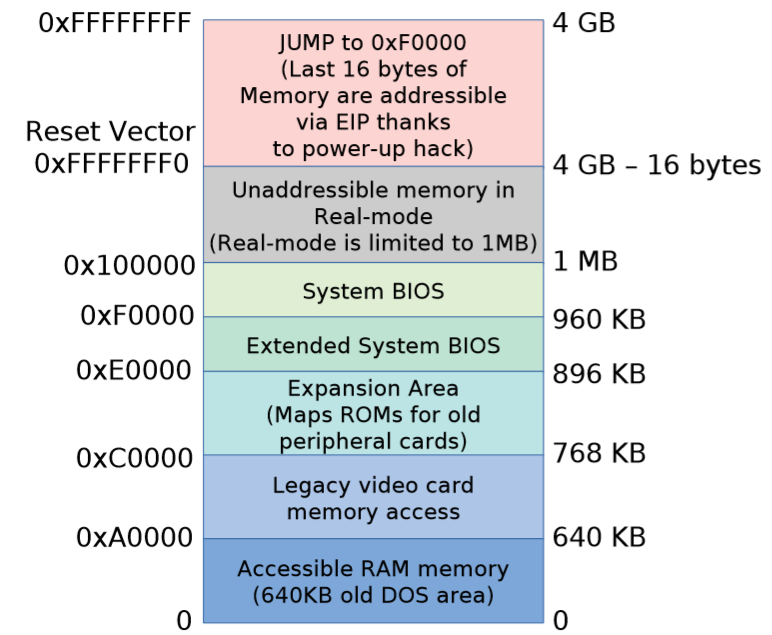 0xFFFFFFFF
4 GB
JUMP to 0xF0000
(Last 16 bytes of
Memory are addressible
via EIP thanks
to power-up hack)
Reset Vector
0xFFFFFFF0
4 GB – 16 bytes
Unaddressible memory in
Real-mode
(Real-mode is limited to 1MB)
0x100000
1 MB
System BIOS
0xF0000
960 KB
Extended System BIOS
0xE0000
896 KB
Expansion Area
(Maps ROMs for old
peripheral cards)
0xC0000
768 KB
Legacy video card
memory access
0xA0000
640 KB
Accessible RAM memory
(640KB old DOS area)
0
0